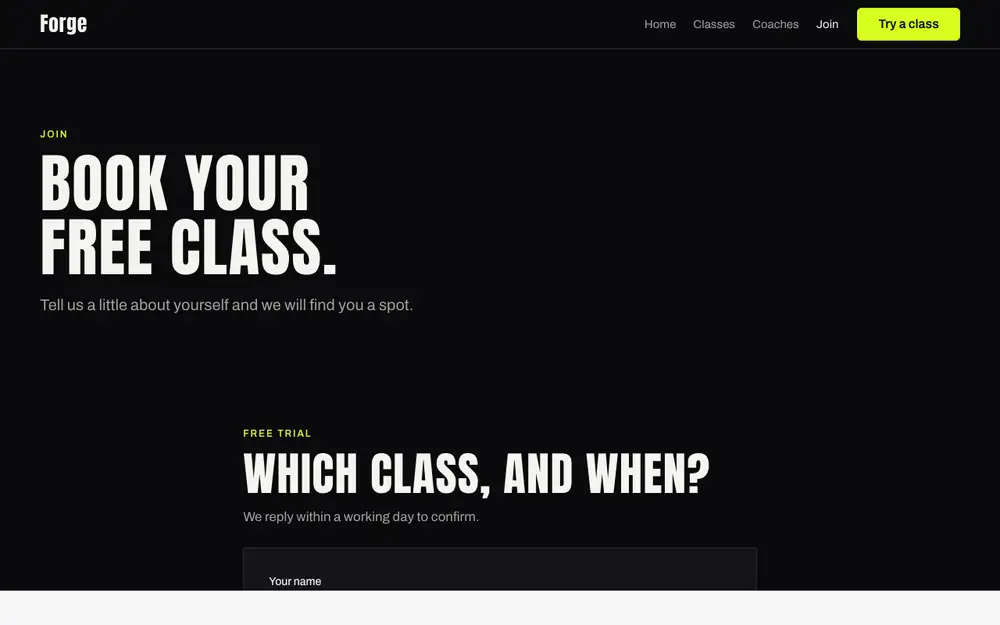 Forge
Home
Classes
Coaches
Join
Try a class
JOIN
BOOK YOUR
FREE CLASS.
Tell us a little about yourself and we will find you a spot.
FREE TRIAL
WHICH CLASS, AND WHEN?
We reply within a working day to confirm.
Your name